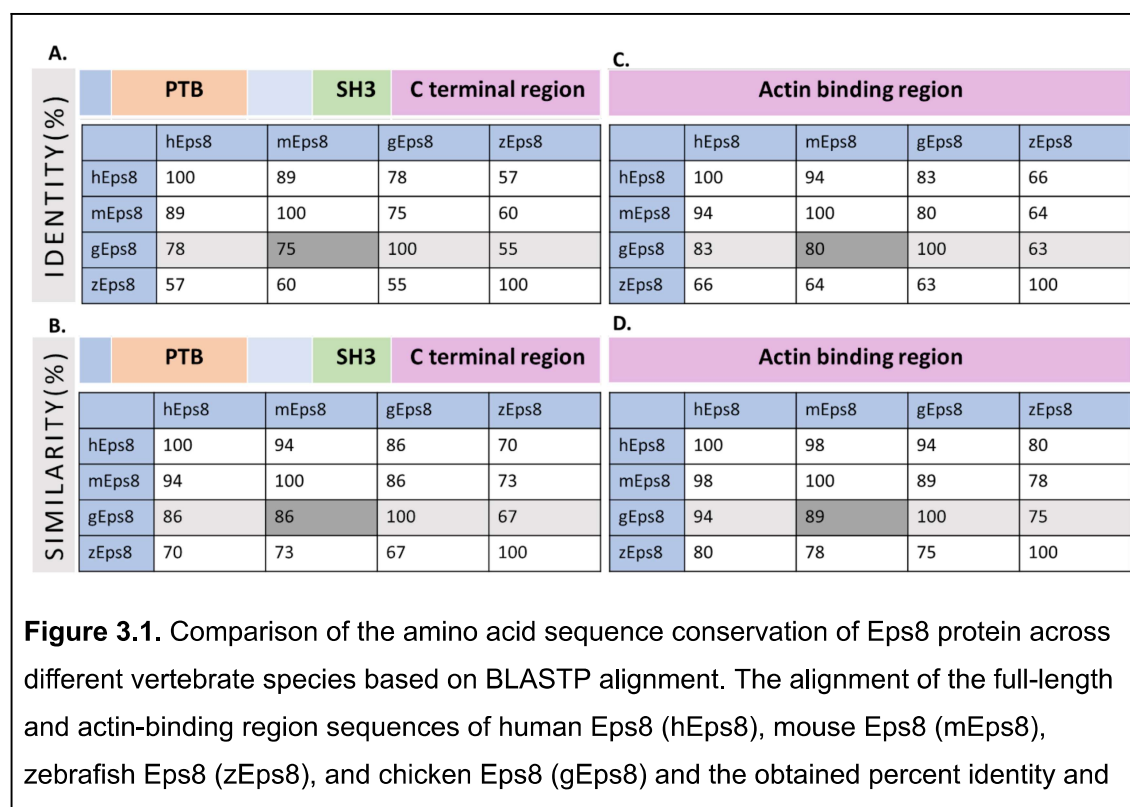 A.
IDENTITY(%)
PTB SH3 C terminal region
hEps8 mEps8 gEps8 zEps8
hEps8 100 89 78 57
mEps8 89 100 75 60
gEps8 78 75 100 55
zEps8 57 60 55 100
C.
Actin binding region
hEps8 mEps8 gEps8 zEps8
hEps8 100 94 83 66
mEps8 94 100 80 64
gEps8 83 80 100 63
zEps8 66 64 63 100
B.
SIMILARITY(%)
PTB SH3 C terminal region
hEps8 mEps8 gEps8 zEps8
hEps8 100 94 86 70
mEps8 94 100 86 73
gEps8 86 86 100 67
zEps8 70 73 67 100
D.
Actin binding region
hEps8 mEps8 gEps8 zEps8
hEps8 100 98 94 80
mEps8 98 100 89 78
gEps8 94 89 100 75
zEps8 80 78 75 100
Figure 3.1. Comparison of the amino acid sequence conservation of Eps8 protein across
different vertebrate species based on BLASTP alignment. The alignment of the full-length
and actin-binding region sequences of human Eps8 (hEps8), mouse Eps8 (mEps8),
zebrafish Eps8 (zEps8), and chicken Eps8 (gEps8) and the obtained percent identity and